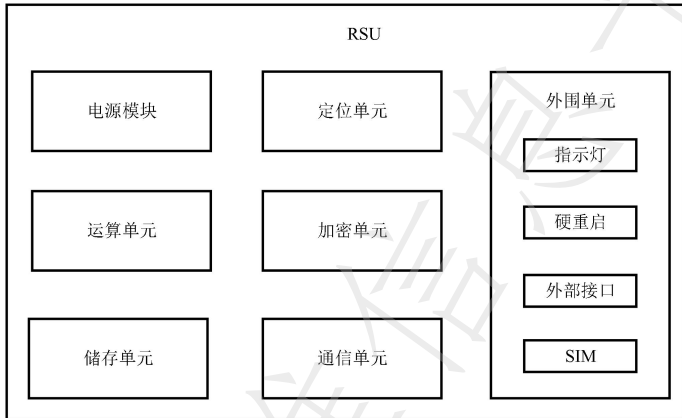 RSU
电源模块
定位单元
外围单元
指示灯
运算单元
加密单元
硬重启
外部接口
储存单元
通信单元
SIM